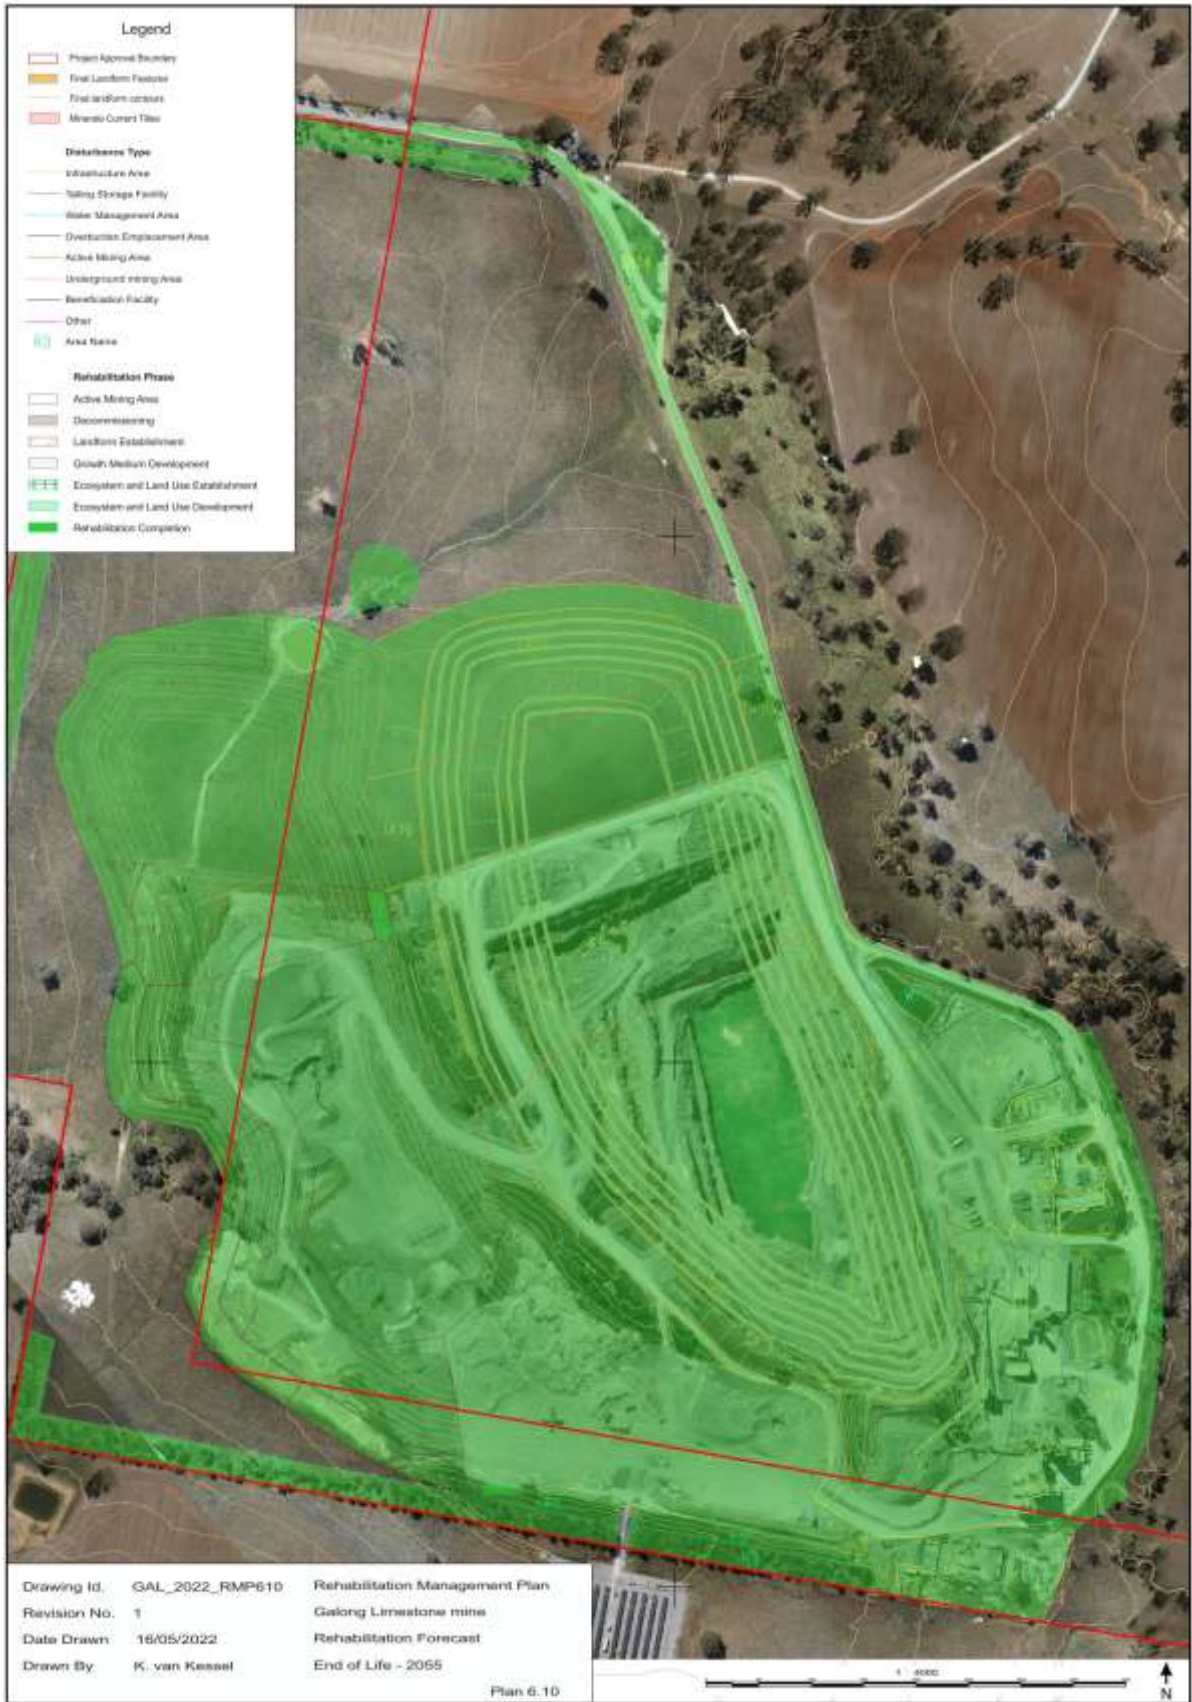 Legend
Project Approval Boundary
Final Landform Features
Final landform contours
Minerals Current Titles
Disturbance Type
Infrastructure Area
Tailing Storage Facility
Water Management Area
Overburden Emplacement Area
Active Mining Area
Underground mining Area
Beneficiation Facility
Other
Area Name
Rehabilitation Phase
Active Mining Area
Decommissioning
Landform Establishment
Growth Medium Development
Ecosystem and Land Use Establishment
Ecosystem and Land Use Development
Rehabilitation Completion
Drawing Id. GAL_2022_RMP610 Rehabilitation Management Plan
Revision No. 1 Galong Limestone mine
Date Drawn 16/05/2022 Rehabilitation Forecast
Drawn By K. van Kessel End of Life - 2055
Plan 6.10
N